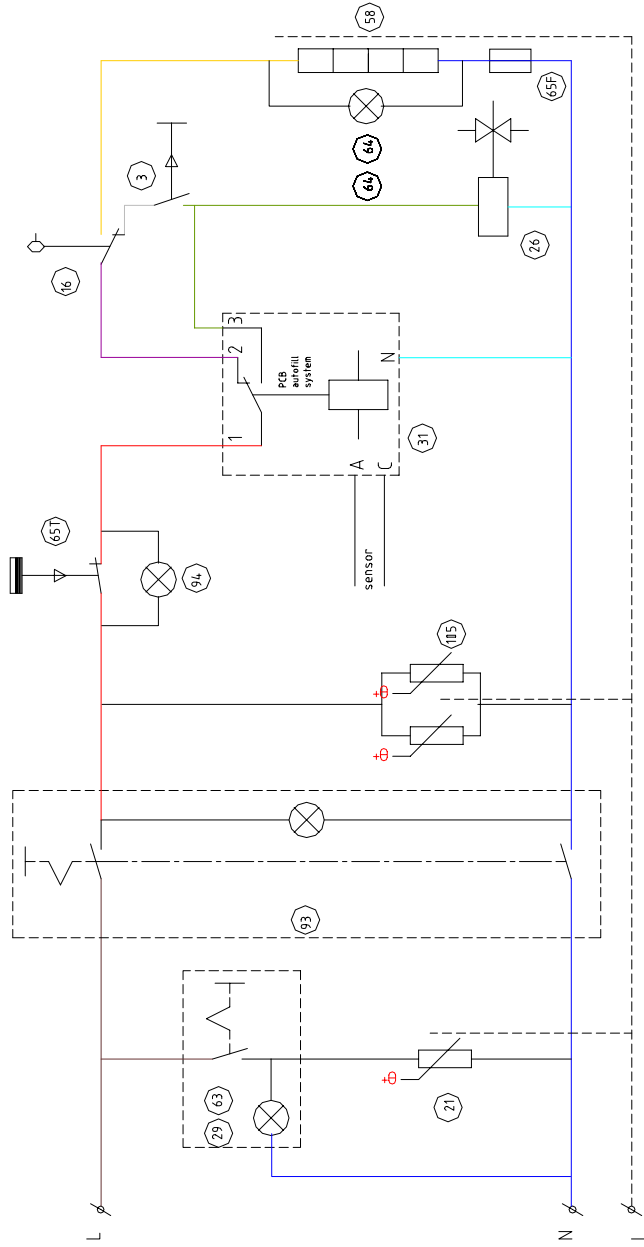 58
65F
64
64
3
16
26
3
2
1
PCB
autofill
system
N
31
A
C
sensor
65T
94
105
+θ
+θ
93
63
29
+θ
21
L
N